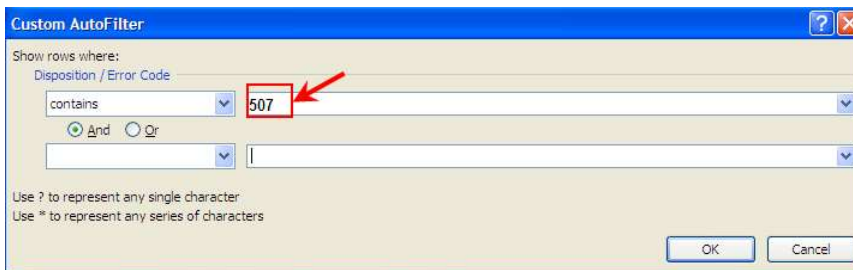 Custom AutoFilter
Show rows where:
Disposition / Error Code
contains 507
And Or
Use ? to represent any single character
Use * to represent any series of characters
OK Cancel